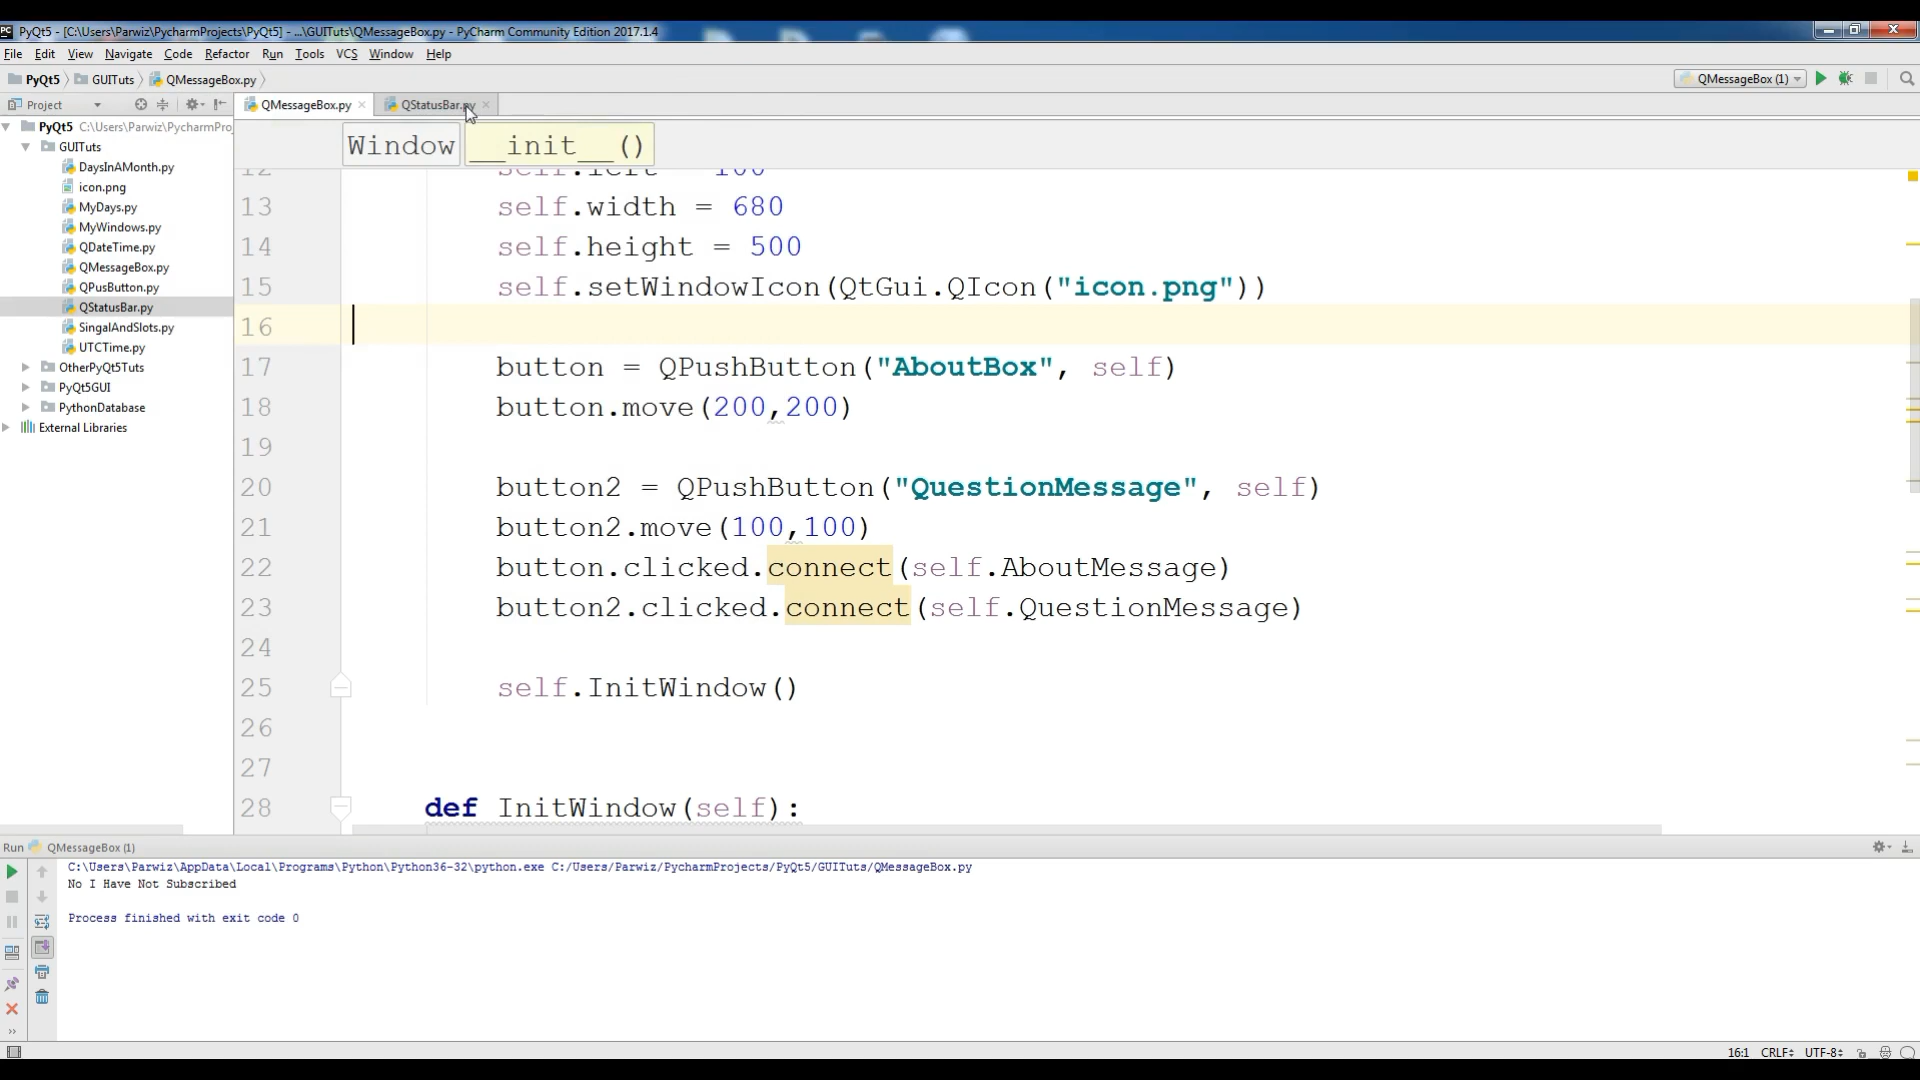 PC PyQt5 - [C:\Users\Parwiz\PycharmProjects\PyQt5] - ...\GUITuts\QMessageBox.py - PyCharm Community Edition 2017.1.4
File Edit View Navigate Code Refactor Run Tools VCS Window Help
PyQt5 GUITuts QMessageBox.py QMessageBox (1)
Project QMessageBox.py QStatusBar.py
PyQt5 C:\Users\Parwiz\PycharmProj
GUITuts
DaysInAMonth.py
icon.png
MyDays.py
MyWindows.py
QDateTime.py
QMessageBox.py
QPusButton.py
QStatusBar.py
SingalAndSlots.py
UTCTime.py
OtherPyQt5Tuts
PyQt5GUI
PythonDatabase
External Libraries
Window __init__()
12 self.left = 100
13 self.width = 680
14 self.height = 500
15 self.setWindowIcon(QtGui.QIcon("icon.png"))
16
17 button = QPushButton("AboutBox", self)
18 button.move(200,200)
19
20 button2 = QPushButton("QuestionMessage", self)
21 button2.move(100,100)
22 button.clicked.connect(self.AboutMessage)
23 button2.clicked.connect(self.QuestionMessage)
24
25 self.InitWindow()
26
27
28 def InitWindow(self):
Run QMessageBox (1)
C:\Users\Parwiz\AppData\Local\Programs\Python\Python36-32\python.exe C:/Users/Parwiz/PycharmProjects/PyQt5/GUITuts/QMessageBox.py
No I Have Not Subscribed
Process finished with exit code 0
16:1 CRLF UTF-8